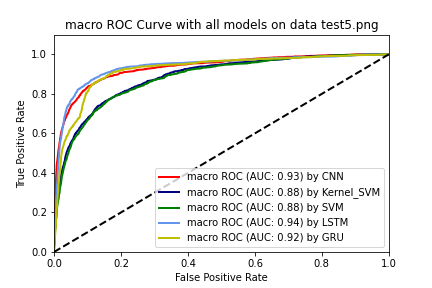 macro ROC Curve with all models on data test5.png
1.0
0.8
0.6
0.4
0.2
0.0
True Positive Rate
macro ROC (AUC: 0.93) by CNN
macro ROC (AUC: 0.88) by Kernel_SVM
macro ROC (AUC: 0.88) by SVM
macro ROC (AUC: 0.94) by LSTM
macro ROC (AUC: 0.92) by GRU
0.0 0.2 0.4 0.6 0.8 1.0
False Positive Rate